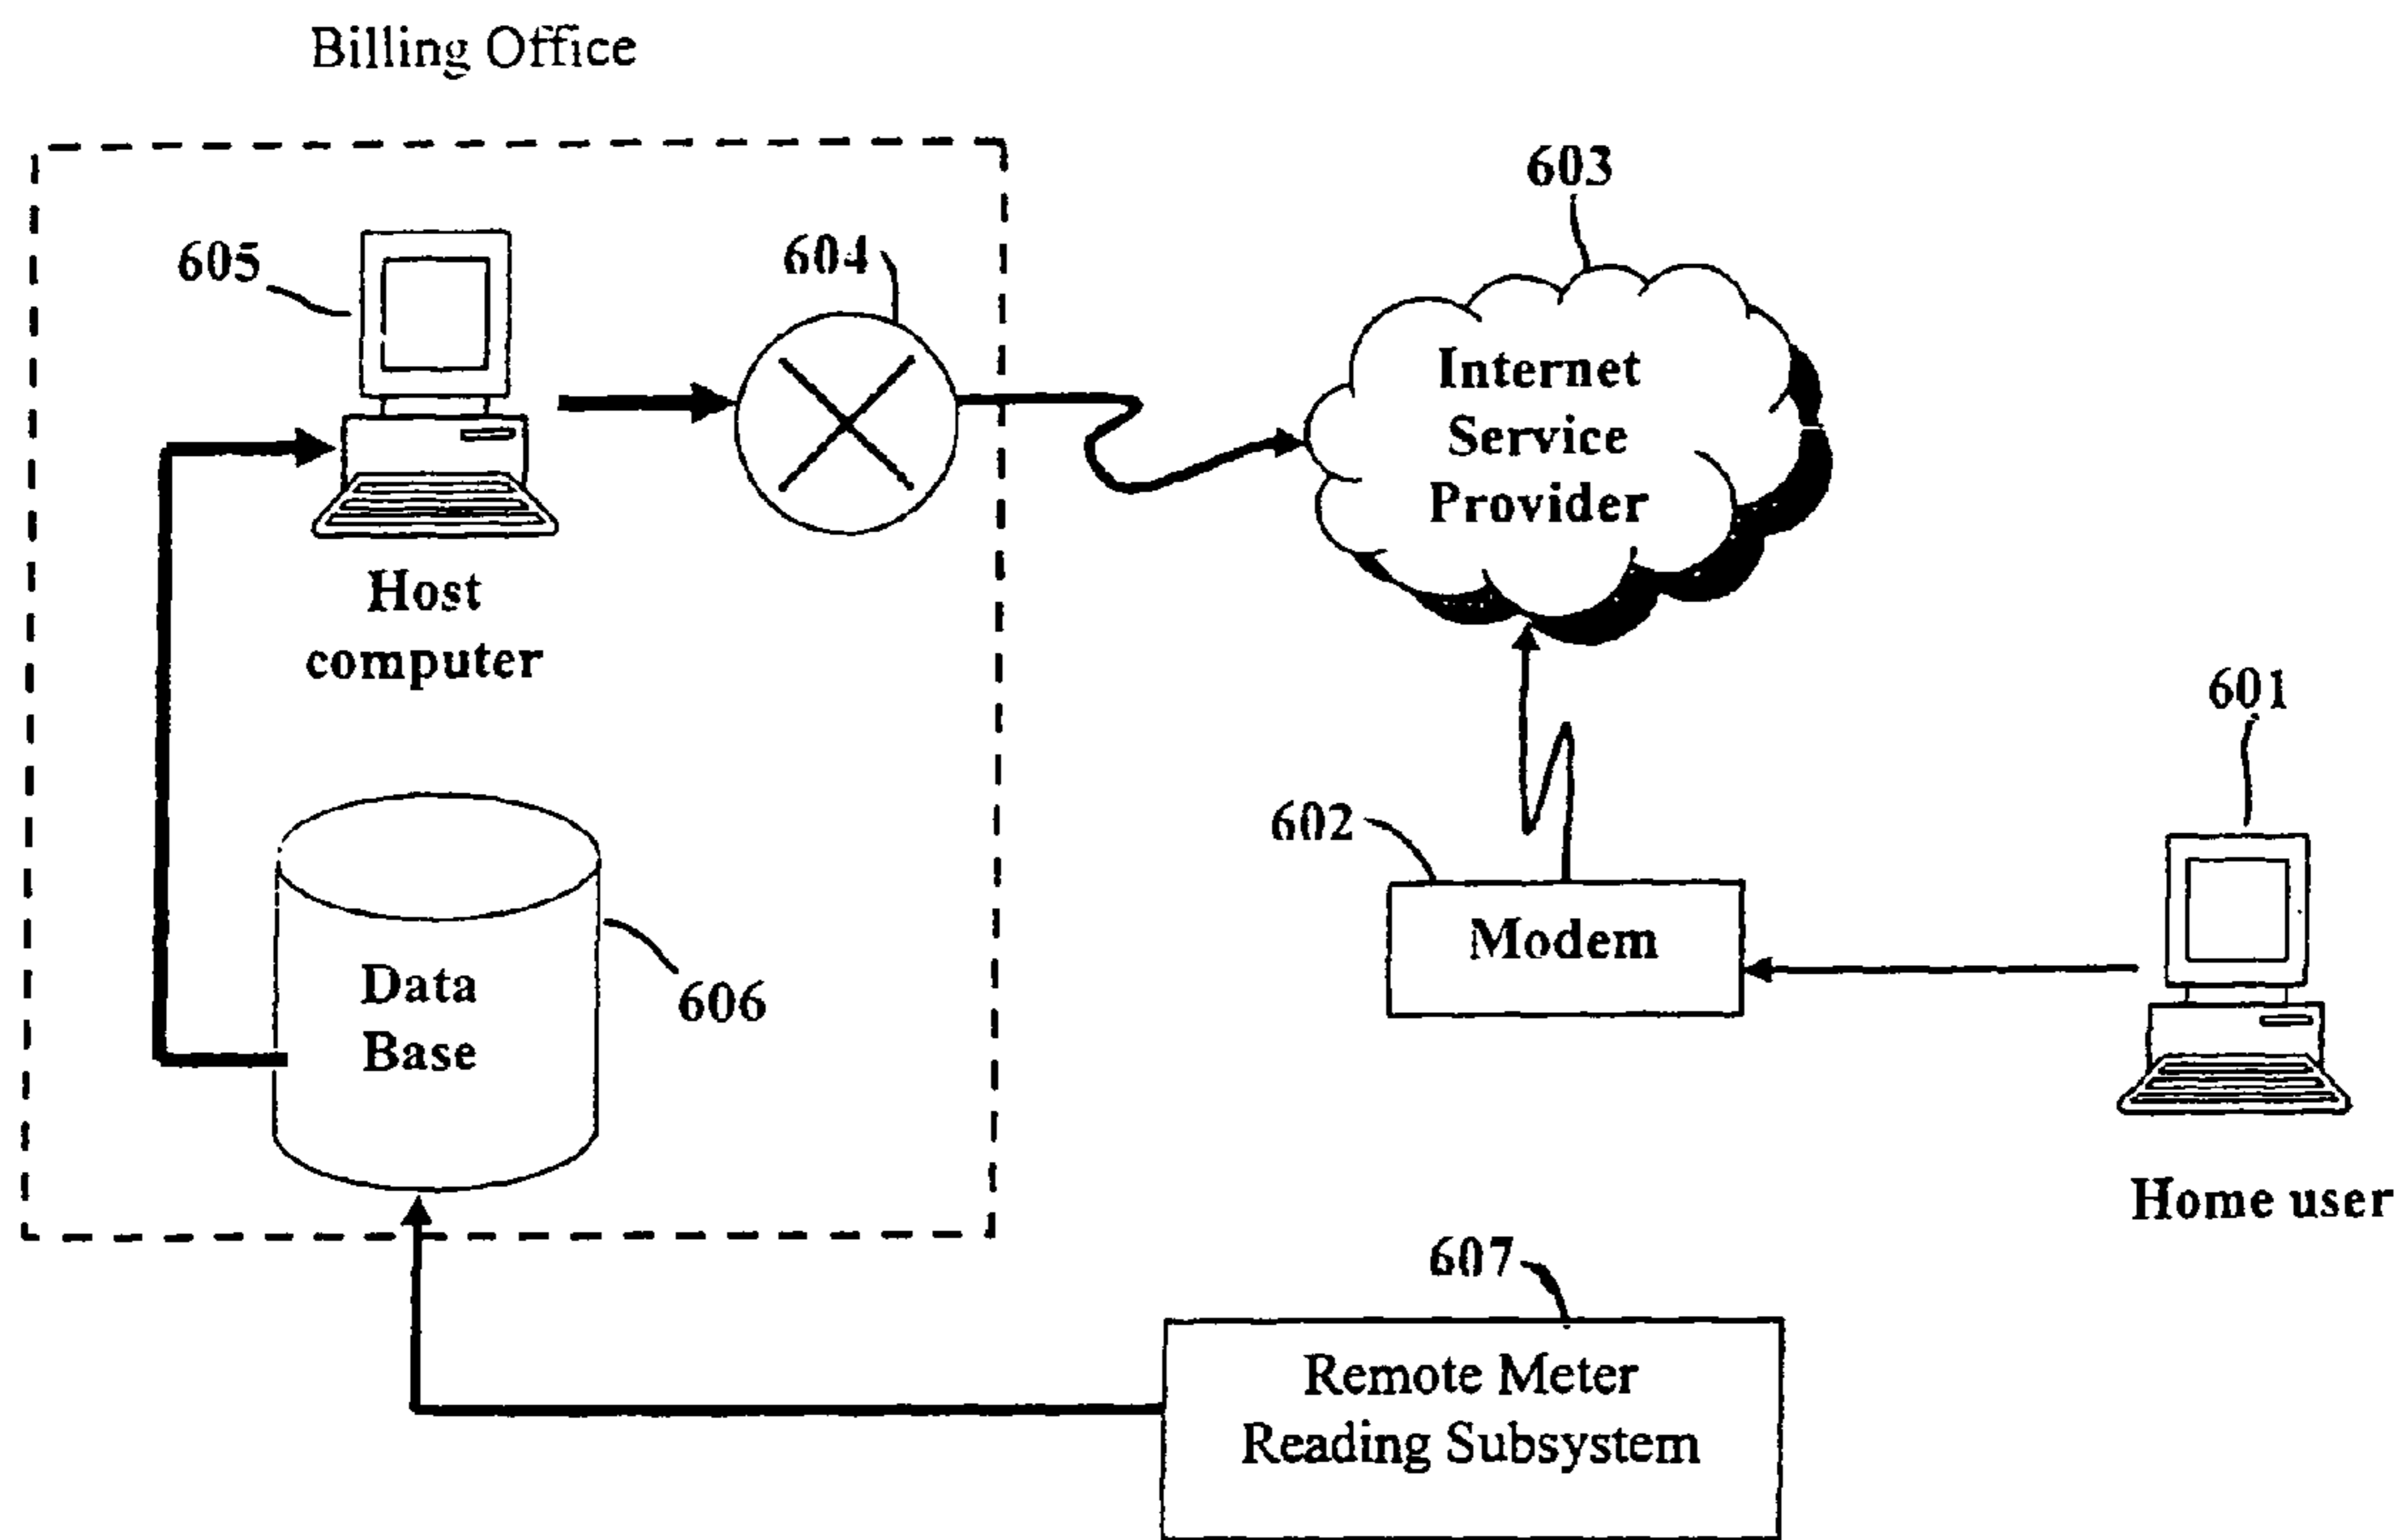 Billing Office
603
605
604
Internet
Service
Provider
Host
computer
601
602
Modem
Data
Base
606
Home user
607
Remote Meter
Reading Subsystem